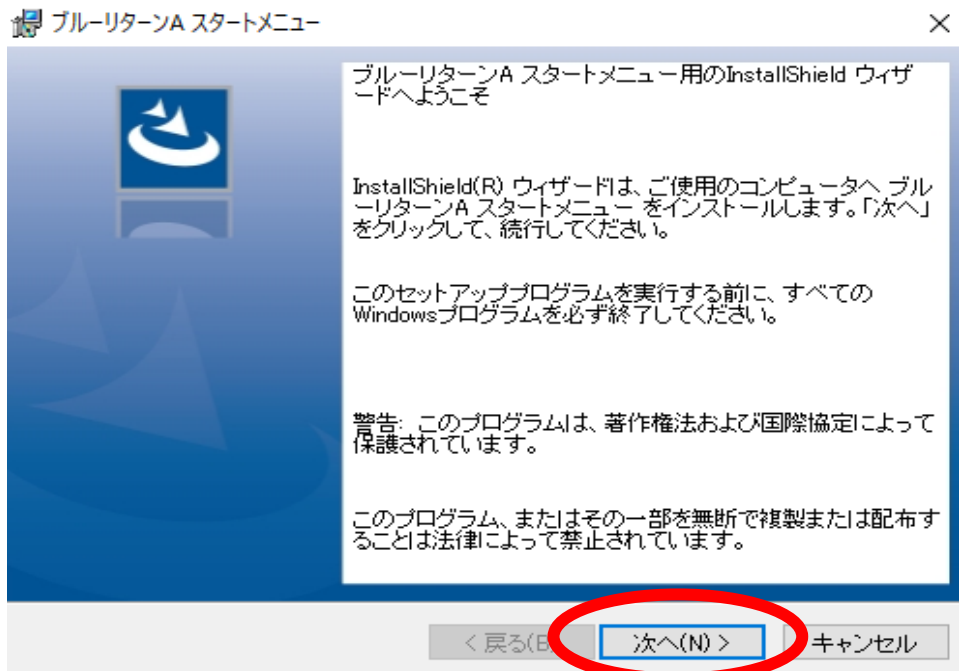 ブルーリターンA スタートメニュー
ブルーリターンA スタートメニュー用のInstallShield ウィザ
ードへようこそ
InstallShield(R) ウィザードは、ご使用のコンピュータへ ブル
ーリターンA スタートメニュー をインストールします。「次へ」
をクリックして、続行してください。
このセットアッププログラムを実行する前に、すべての
Windowsプログラムを必ず終了してください。
警告: このプログラムは、著作権法および国際協定によって
保護されています。
このプログラム、またはその一部を無断で複製または配布す
ることは法律によって禁止されています。
< 戻る(B 次へ(N) > キャンセル